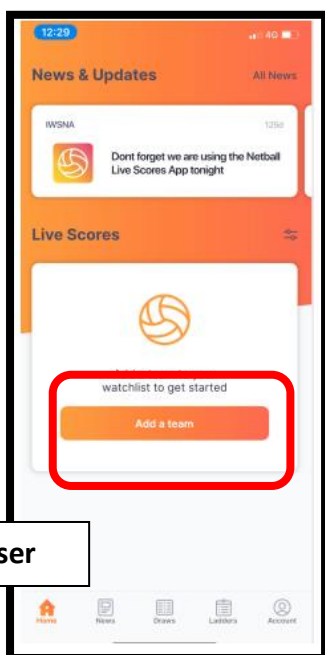 12:29
4G
News & Updates
All News
IWSNA
129d
Dont forget we are using the Netball
Live Scores App tonight
Live Scores
watchlist to get started
Add a team
ser
Home
News
Draws
Ladders
Account